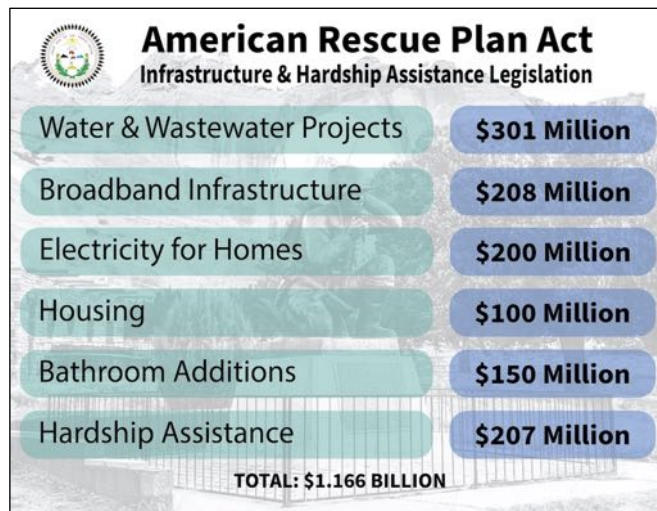 American Rescue Plan Act
Infrastructure & Hardship Assistance Legislation
Water & Wastewater Projects $301 Million
Broadband Infrastructure $208 Million
Electricity for Homes $200 Million
Housing $100 Million
Bathroom Additions $150 Million
Hardship Assistance $207 Million
TOTAL: $1.166 BILLION